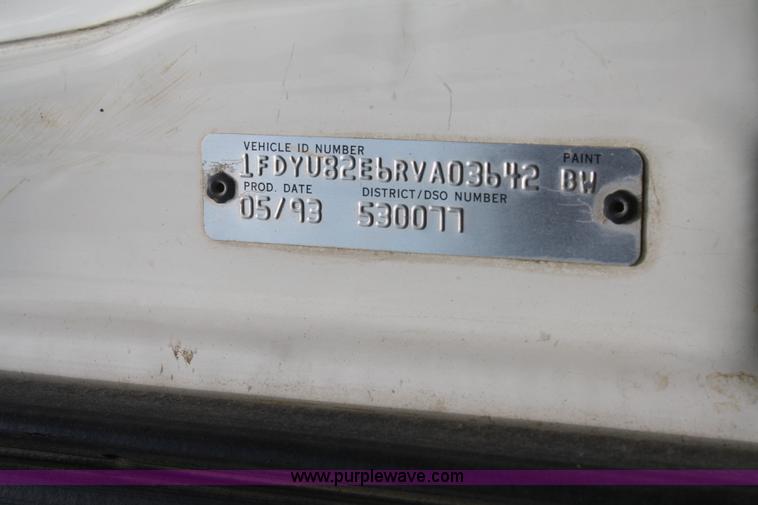 VEHICLE ID NUMBER PAINT
1FDYU82E6RVA03642 BW
PROD. DATE DISTRICT/DSO NUMBER
05/93 530077
www.purplewave.com